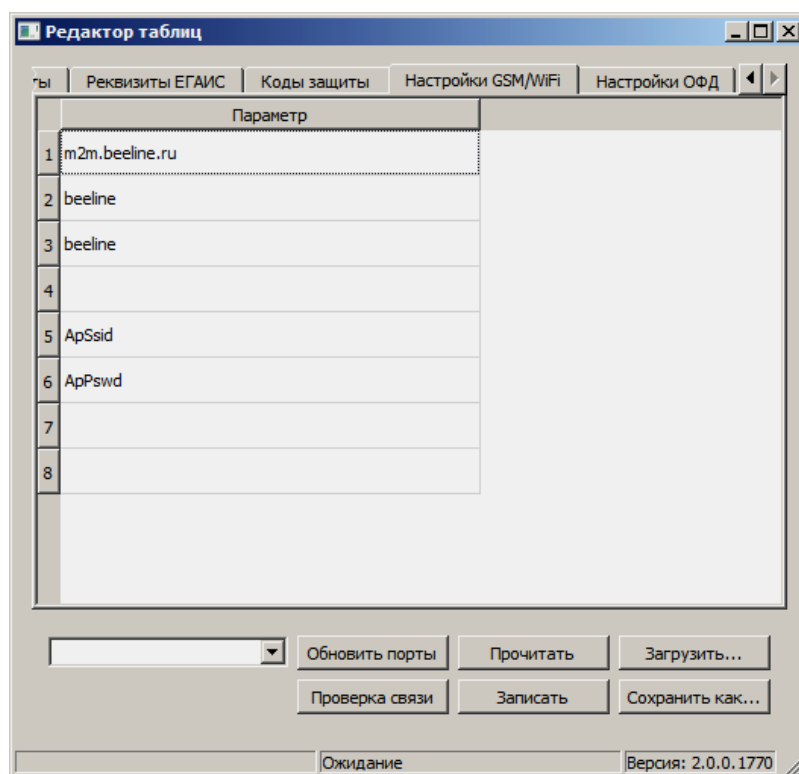 Редактор таблиц
ты Реквизиты ЕГАИС Коды защиты Настройки GSM/WiFi Настройки ОФД
Параметр
1 m2m.beeline.ru
2 beeline
3 beeline
4
5 ApSsid
6 ApPswd
7
8
Обновить порты Прочитать Загрузить...
Проверка связи Записать Сохранить как...
Ожидание Версия: 2.0.0.1770